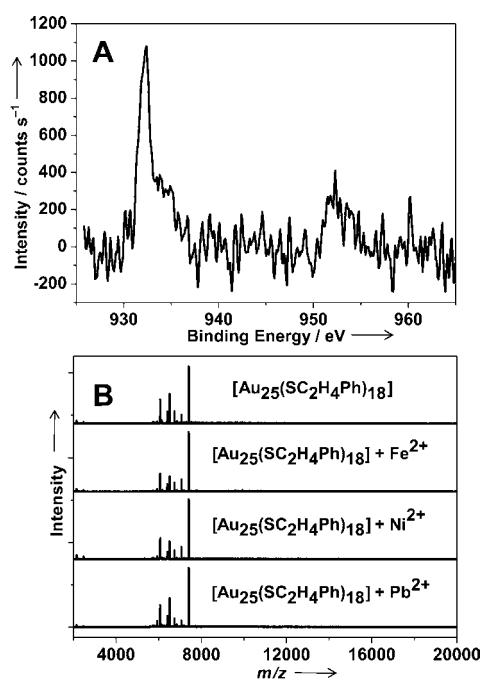 A
1200
1000
800
600
400
200
0
-200
Intensity / counts s⁻¹ →
930 940 950 960
Binding Energy / eV →
B
[Au₂₅(SC₂H₄Ph)₁₈]
[Au₂₅(SC₂H₄Ph)₁₈] + Fe²⁺
[Au₂₅(SC₂H₄Ph)₁₈] + Ni²⁺
[Au₂₅(SC₂H₄Ph)₁₈] + Pb²⁺
Intensity →
4000 8000 12000 16000 20000
m/z →